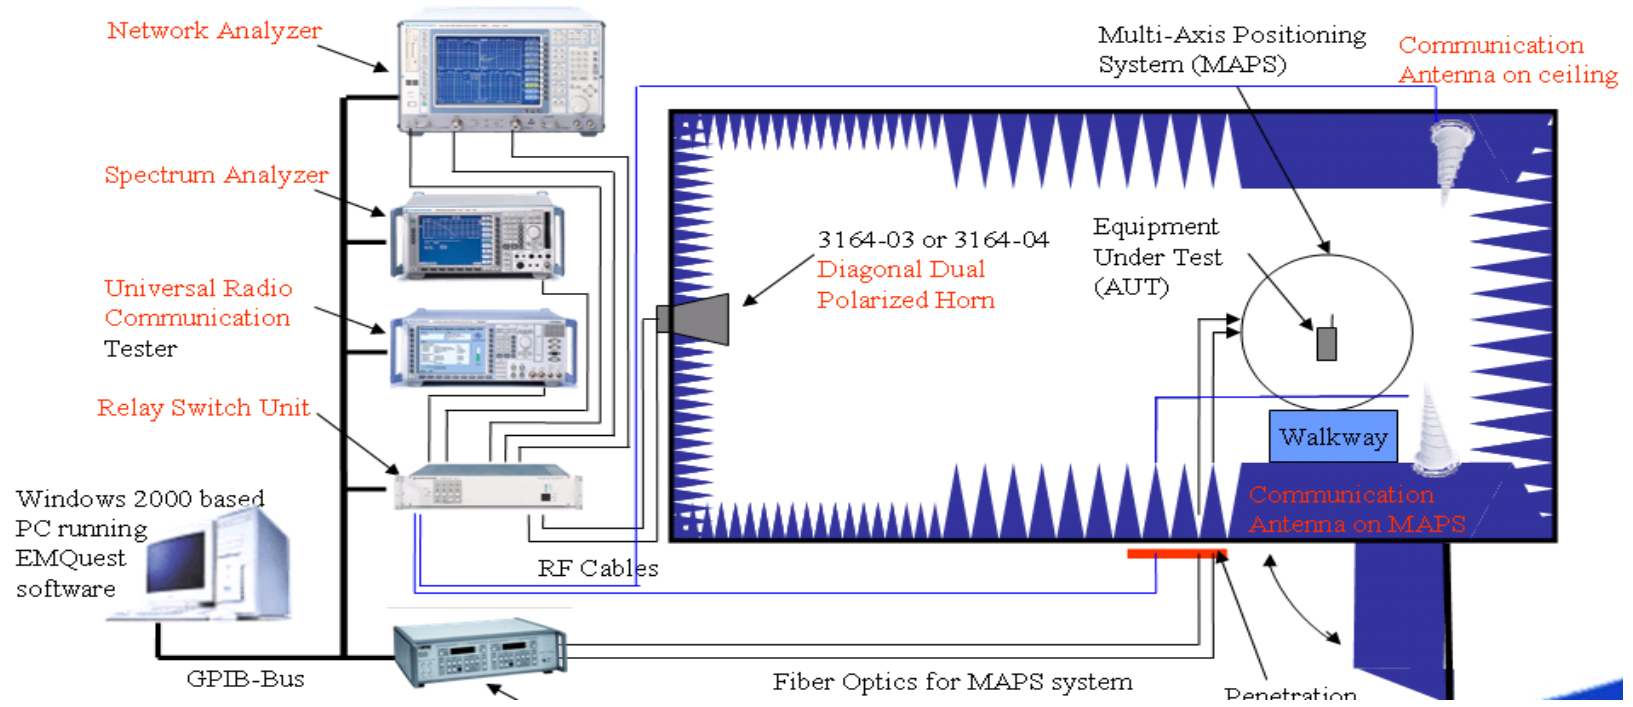 Network Analyzer
Spectrum Analyzer
Universal Radio
Communication
Tester
Relay Switch Unit
Windows 2000 based
PC running
EMQuest
software
GPIB-Bus
RF Cables
Fiber Optics for MAPS system
3164-03 or 3164-04
Diagonal Dual
Polarized Horn
Multi-Axis Positioning
System (MAPS)
Communication
Antenna on ceiling
Equipment
Under Test
(AUT)
Walkway
Communication
Antenna on MAPS
Penetration